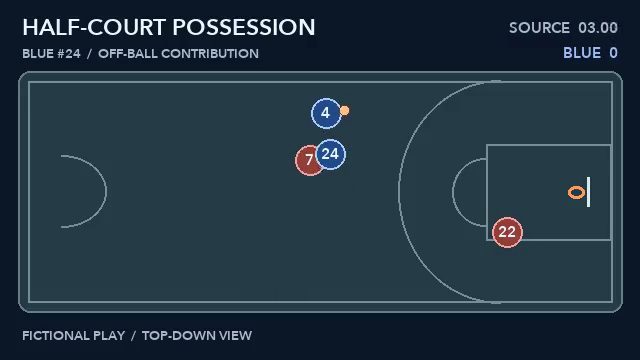 HALF-COURT POSSESSION
SOURCE 03.00
BLUE #24 / OFF-BALL CONTRIBUTION
BLUE 0
4
7
24
22
FICTIONAL PLAY / TOP-DOWN VIEW